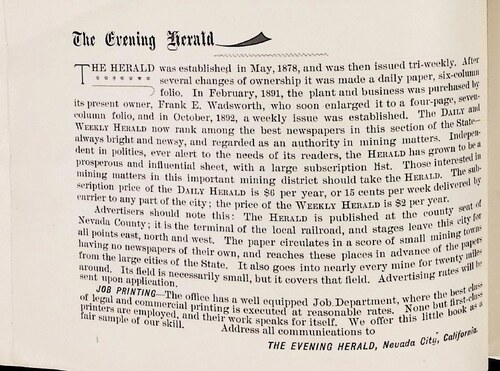 The Evening Herald
THE HERALD was established in May, 1878, and was then issued tri-weekly. After
several changes of ownership it was made a daily paper, six-column
folio. In February, 1891, the plant and business was purchased by
its present owner, Frank E. Wadsworth, who soon enlarged it to a four-page, seven-
column folio, and in October, 1892, a weekly issue was established. The DAILY and
WEEKLY HERALD now rank among the best newspapers in this section of the State—
always bright and newsy, and regarded as an authority in mining matters. Indepen-
dent in politics, ever alert to the needs of its readers, the HERALD has grown to be a
prosperous and influential sheet, with a large subscription list. Those interested in
mining matters in this important mining district should take the HERALD. The sub-
scription price of the DAILY HERALD is $6 per year, or 15 cents per week delivered by
carrier to any part of the city; the price of the WEEKLY HERALD is $2 per year.
Advertisers should note this: The HERALD is published at the county seat of
Nevada County; it is the terminal of the local railroad, and stages leave this city for
all points east, north and west. The paper circulates in a score of small mining towns
having no newspapers of their own, and reaches these places in advance of the papers
from the large cities of the State. It also goes into nearly every mine for twenty miles
around. Its field is necessarily small, but it covers that field. Advertising rates will be
sent upon application.
JOB PRINTING—The office has a well equipped Job Department, where the best class
of legal and commercial printing is executed at reasonable rates. None but first-class
printers are employed, and their work speaks for itself. We offer this little book as a
fair sample of our skill. Address all communications to
THE EVENING HERALD, Nevada City, California.